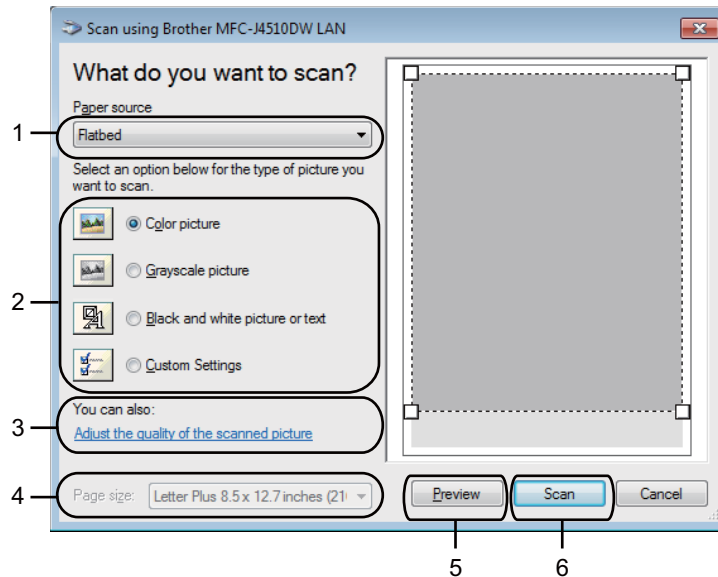 Scan using Brother MFC-J4510DW LAN
What do you want to scan?
Paper source
1
Flatbed
Select an option below for the type of picture you
want to scan.
Color picture
Grayscale picture
2
Black and white picture or text
Custom Settings
You can also:
3
Adjust the quality of the scanned picture
4
Page size: Letter Plus 8.5 x 12.7 inches (21
Preview Scan Cancel
5 6